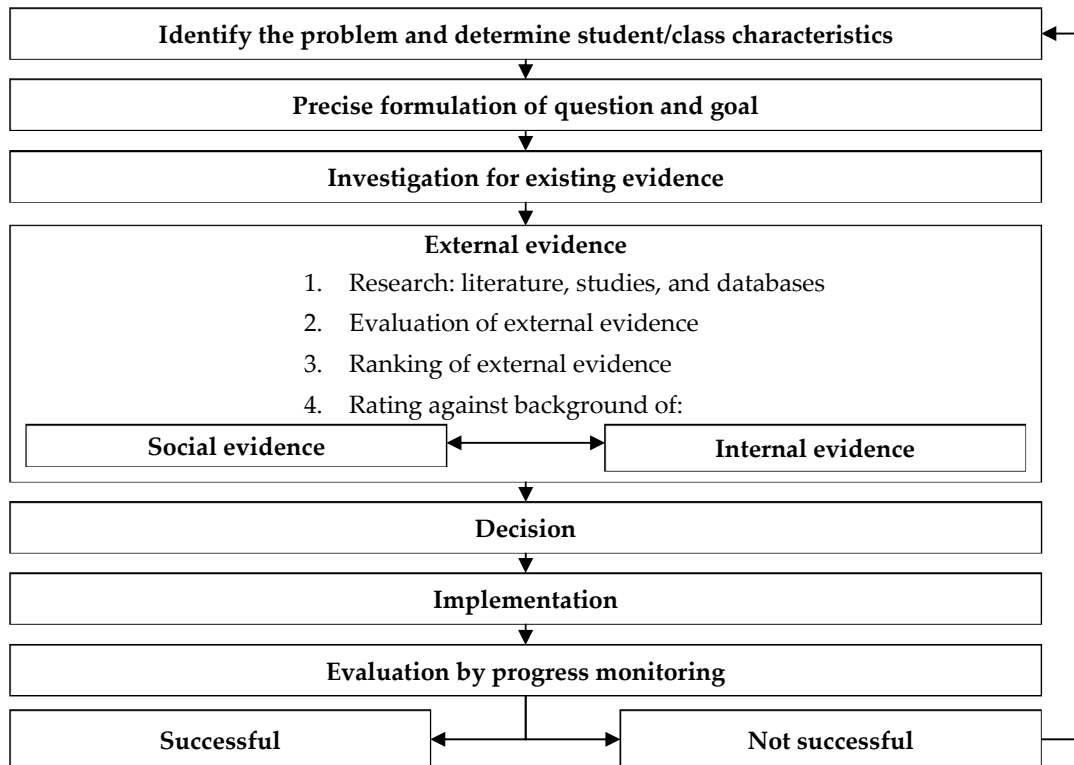 Identify the problem and determine student/class characteristics
Precise formulation of question and goal
Investigation for existing evidence
External evidence
1. Research: literature, studies, and databases
2. Evaluation of external evidence
3. Ranking of external evidence
4. Rating against background of:
Social evidence
Internal evidence
Decision
Implementation
Evaluation by progress monitoring
Successful
Not successful